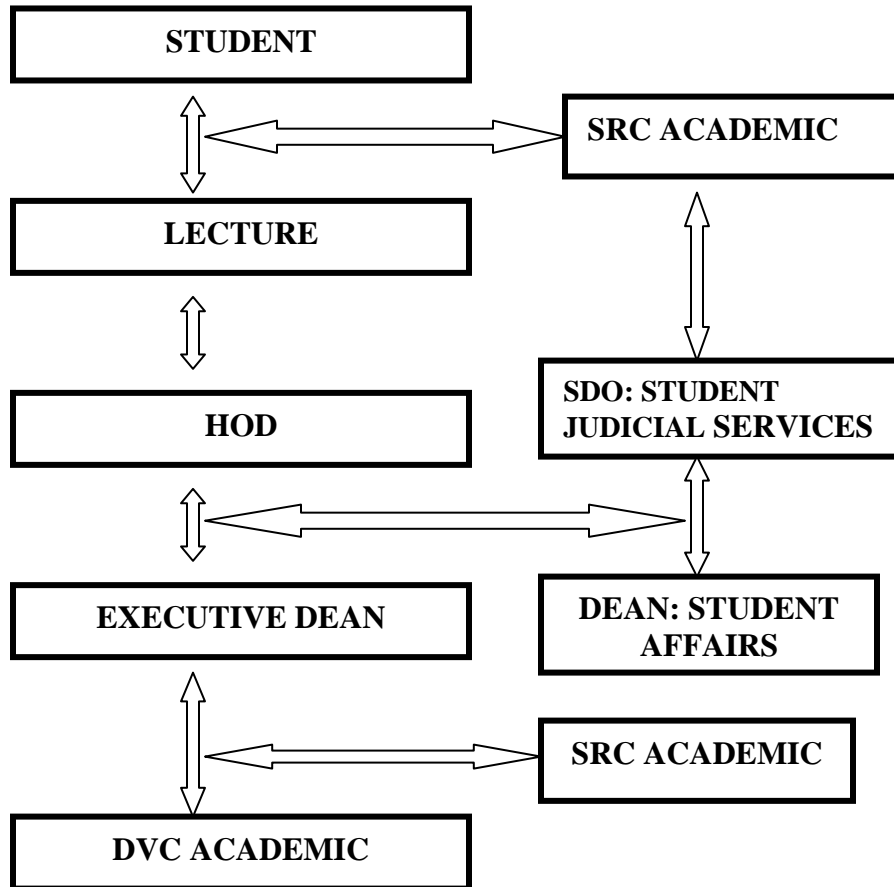 STUDENT
SRC ACADEMIC
LECTURE
SDO: STUDENT
JUDICIAL SERVICES
HOD
EXECUTIVE DEAN
DEAN: STUDENT
AFFAIRS
SRC ACADEMIC
DVC ACADEMIC